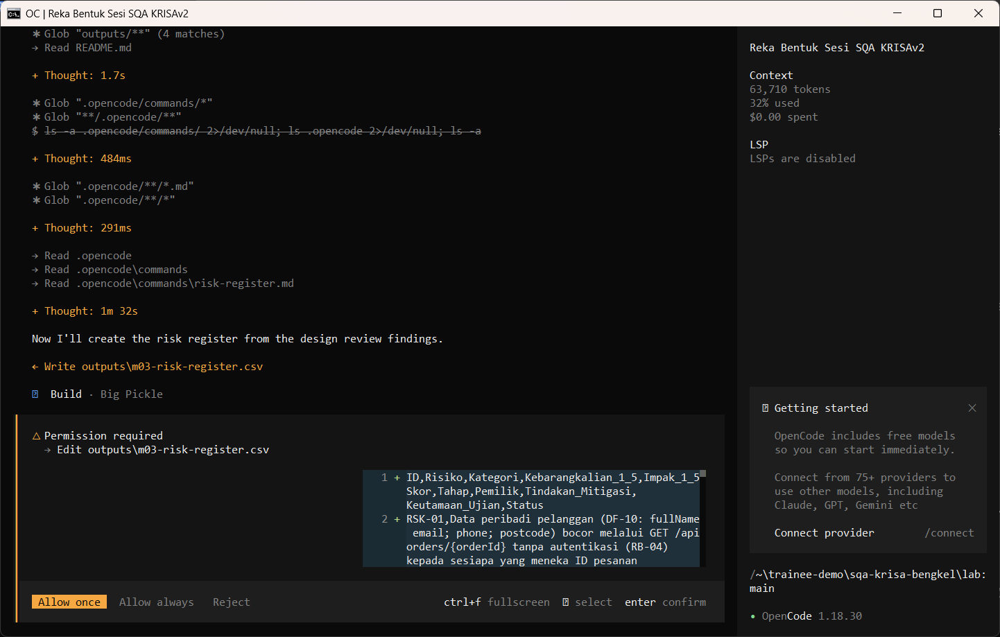 OC | Reka Bentuk Sesi SQA KRISAv2
✱ Glob "outputs/**" (4 matches)
→ Read README.md
+ Thought: 1.7s
✱ Glob ".opencode/commands/*"
✱ Glob "**/.opencode/**"
$ ls -a .opencode/commands/ 2>/dev/null; ls .opencode 2>/dev/null; ls -a
+ Thought: 484ms
✱ Glob ".opencode/**/*.md"
✱ Glob ".opencode/**/*"
+ Thought: 291ms
→ Read .opencode
→ Read .opencode\commands
→ Read .opencode\commands\risk-register.md
+ Thought: 1m 32s
Now I'll create the risk register from the design review findings.
← Write outputs\m03-risk-register.csv
Build · Big Pickle
△ Permission required
→ Edit outputs\m03-risk-register.csv
1 + ID,Risiko,Kategori,Kebarangkalian_1_5,Impak_1_5
Skor,Tahap,Pemilik,Tindakan_Mitigasi,
Keutamaan_Ujian,Status
2 + RSK-01,Data peribadi pelanggan (DF-10: fullName
email; phone; postcode) bocor melalui GET /api
orders/{orderId} tanpa autentikasi (RB-04)
kepada sesiapa yang meneka ID pesanan
Allow once Allow always Reject ctrl+f fullscreen select enter confirm
Reka Bentuk Sesi SQA KRISAv2
Context
63,710 tokens
32% used
$0.00 spent
LSP
LSPs are disabled
Getting started
OpenCode includes free models
so you can start immediately.
Connect from 75+ providers to
use other models, including
Claude, GPT, Gemini etc
Connect provider /connect
/~\trainee-demo\sqa-krisa-bengkel\lab:
main
• OpenCode 1.18.30